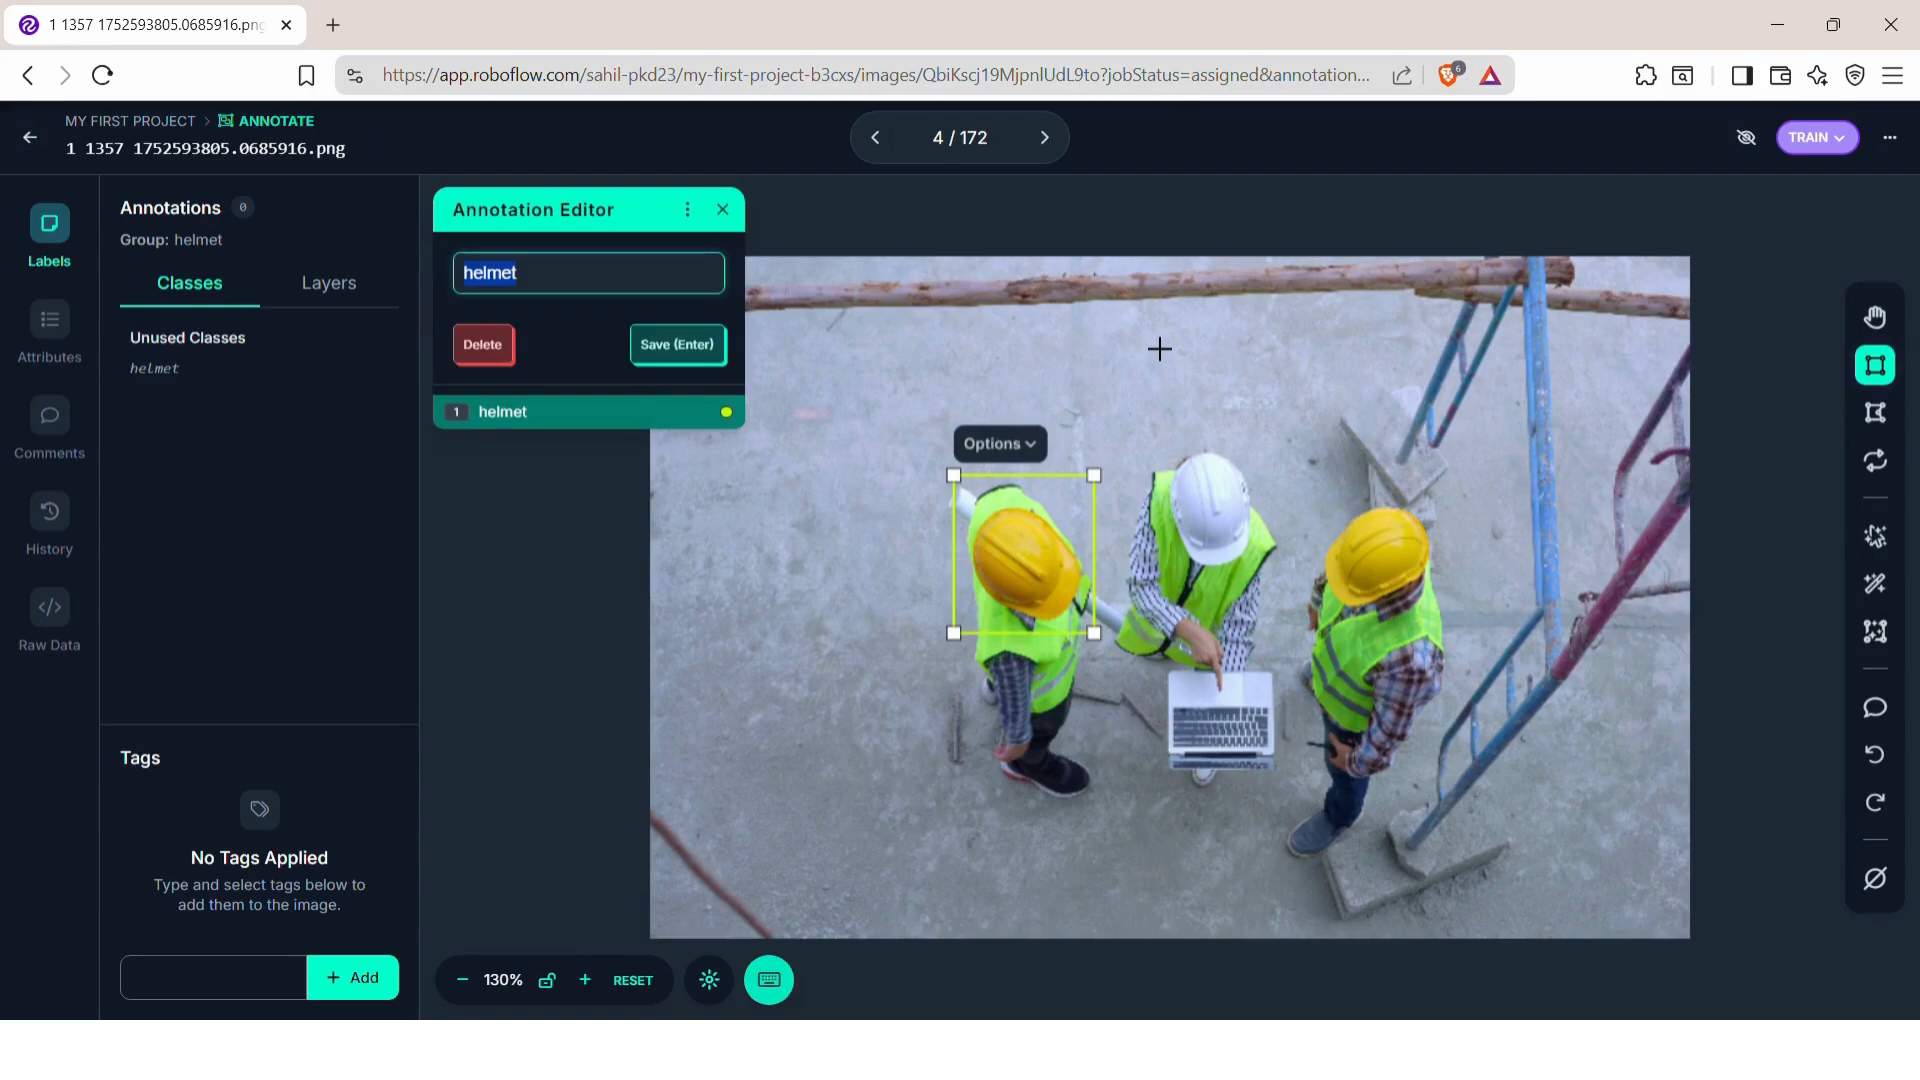 1 1357 1752593805.0685916.png
https://app.roboflow.com/sahil-pkd23/my-first-project-b3cxs/images/QbiKscj19MjpnlUdL9to?jobStatus=assigned&annotation...
6
MY FIRST PROJECT > ANNOTATE
1 1357 1752593805.0685916.png
4 / 172
TRAIN
Labels
Attributes
Comments
History
Raw Data
Annotations 0
Group: helmet
Classes Layers
Unused Classes
helmet
Tags
No Tags Applied
Type and select tags below to
add them to the image.
+ Add
Annotation Editor
helmet
Delete Save (Enter)
1 helmet
Options
130% RESET